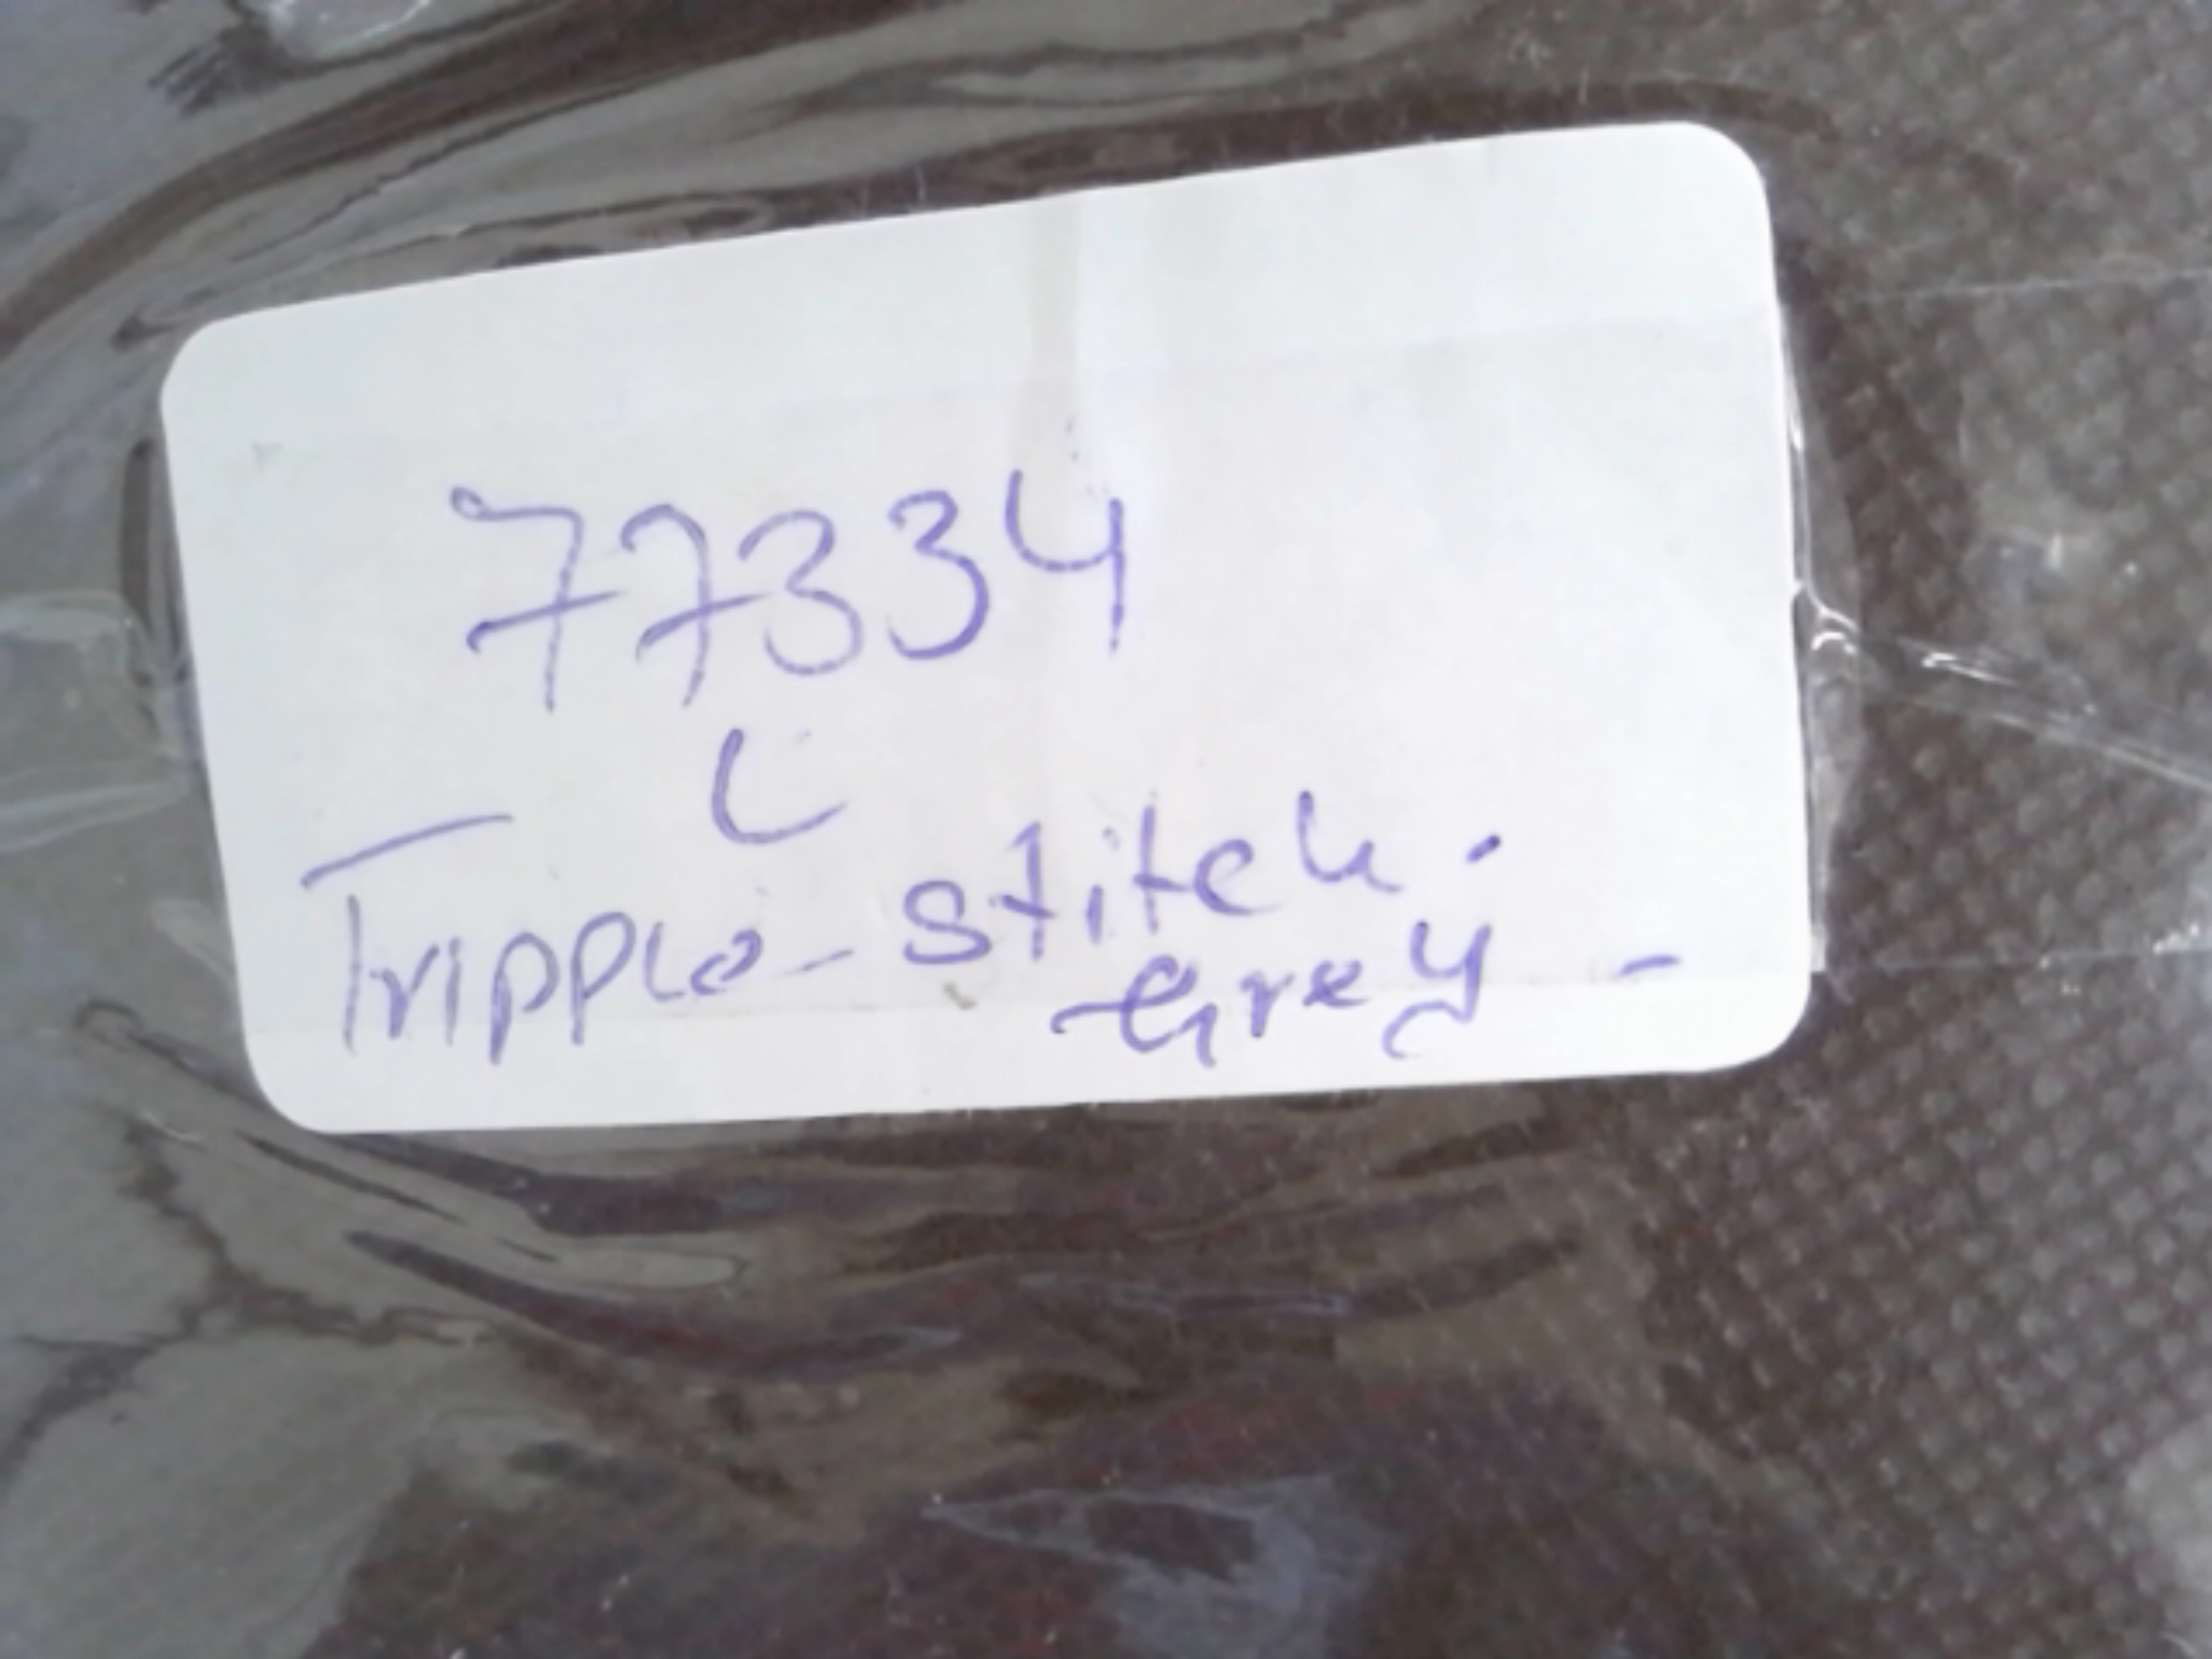 77334
L
Tripple-stitch.
Grey -